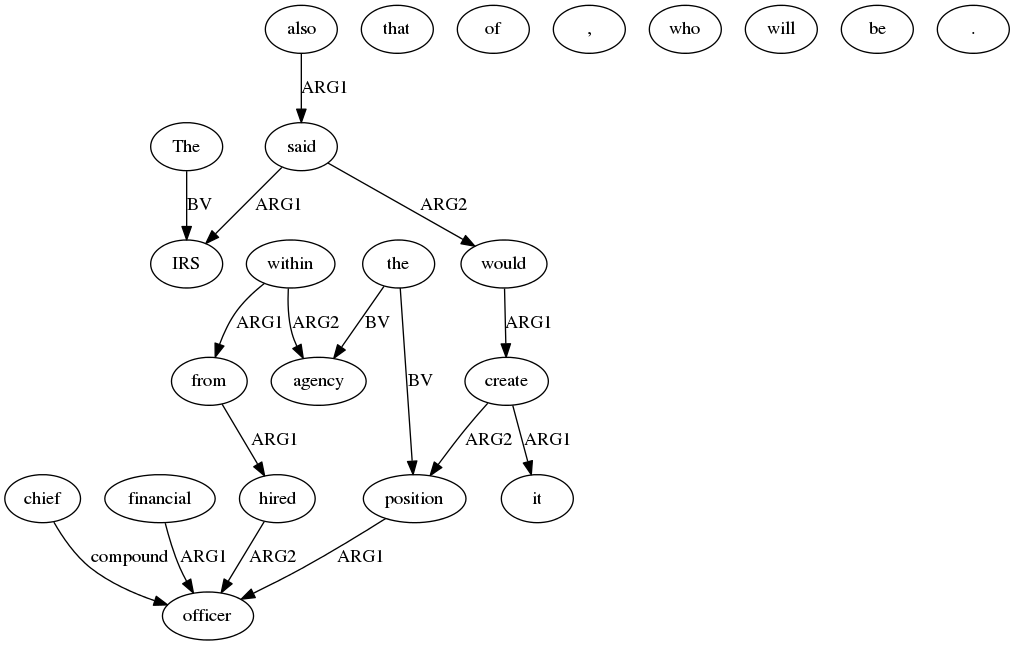 also that of , who will be .
ARG1
The said
BV ARG1 ARG2
IRS within the would
ARG1 ARG2 BV ARG1
from agency create
BV
ARG1 ARG2 ARG1
chief financial hired position it
compound ARG1 ARG2 ARG1
officer